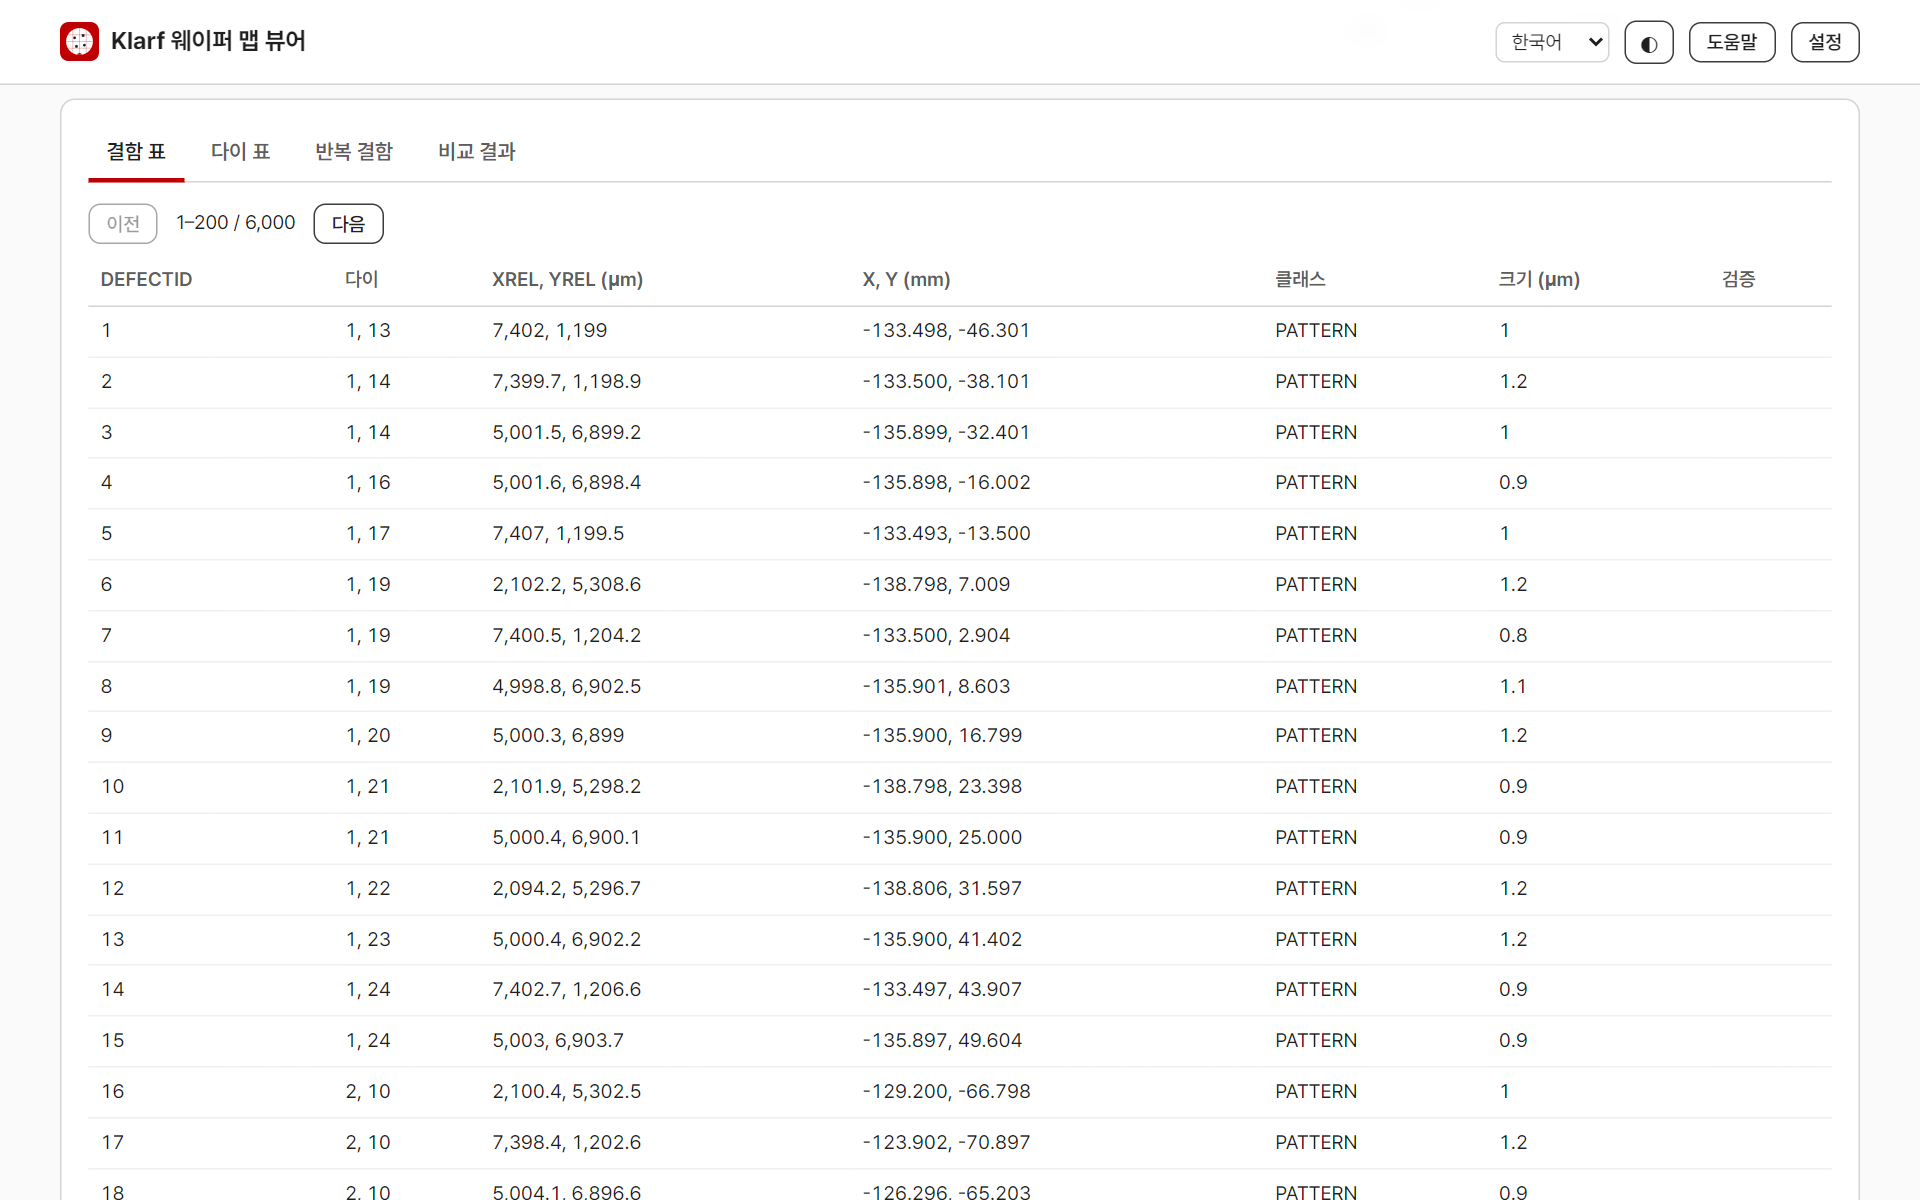 Klarf 웨이퍼 맵 뷰어
한국어
도움말
설정
결함 표 다이 표 반복 결함 비교 결과
이전 1–200 / 6,000 다음
DEFECTID 다이 XREL, YREL (μm) X, Y (mm) 클래스 크기 (μm) 검증
1 1, 13 7,402, 1,199 -133.498, -46.301 PATTERN 1
2 1, 14 7,399.7, 1,198.9 -133.500, -38.101 PATTERN 1.2
3 1, 14 5,001.5, 6,899.2 -135.899, -32.401 PATTERN 1
4 1, 16 5,001.6, 6,898.4 -135.898, -16.002 PATTERN 0.9
5 1, 17 7,407, 1,199.5 -133.493, -13.500 PATTERN 1
6 1, 19 2,102.2, 5,308.6 -138.798, 7.009 PATTERN 1.2
7 1, 19 7,400.5, 1,204.2 -133.500, 2.904 PATTERN 0.8
8 1, 19 4,998.8, 6,902.5 -135.901, 8.603 PATTERN 1.1
9 1, 20 5,000.3, 6,899 -135.900, 16.799 PATTERN 1.2
10 1, 21 2,101.9, 5,298.2 -138.798, 23.398 PATTERN 0.9
11 1, 21 5,000.4, 6,900.1 -135.900, 25.000 PATTERN 0.9
12 1, 22 2,094.2, 5,296.7 -138.806, 31.597 PATTERN 1.2
13 1, 23 5,000.4, 6,902.2 -135.900, 41.402 PATTERN 1.2
14 1, 24 7,402.7, 1,206.6 -133.497, 43.907 PATTERN 0.9
15 1, 24 5,003, 6,903.7 -135.897, 49.604 PATTERN 0.9
16 2, 10 2,100.4, 5,302.5 -129.200, -66.798 PATTERN 1
17 2, 10 7,398.4, 1,202.6 -123.902, -70.897 PATTERN 1.2
18 2, 10 5,004.1, 6,896.6 -126.296, -65.203 PATTERN 0.9